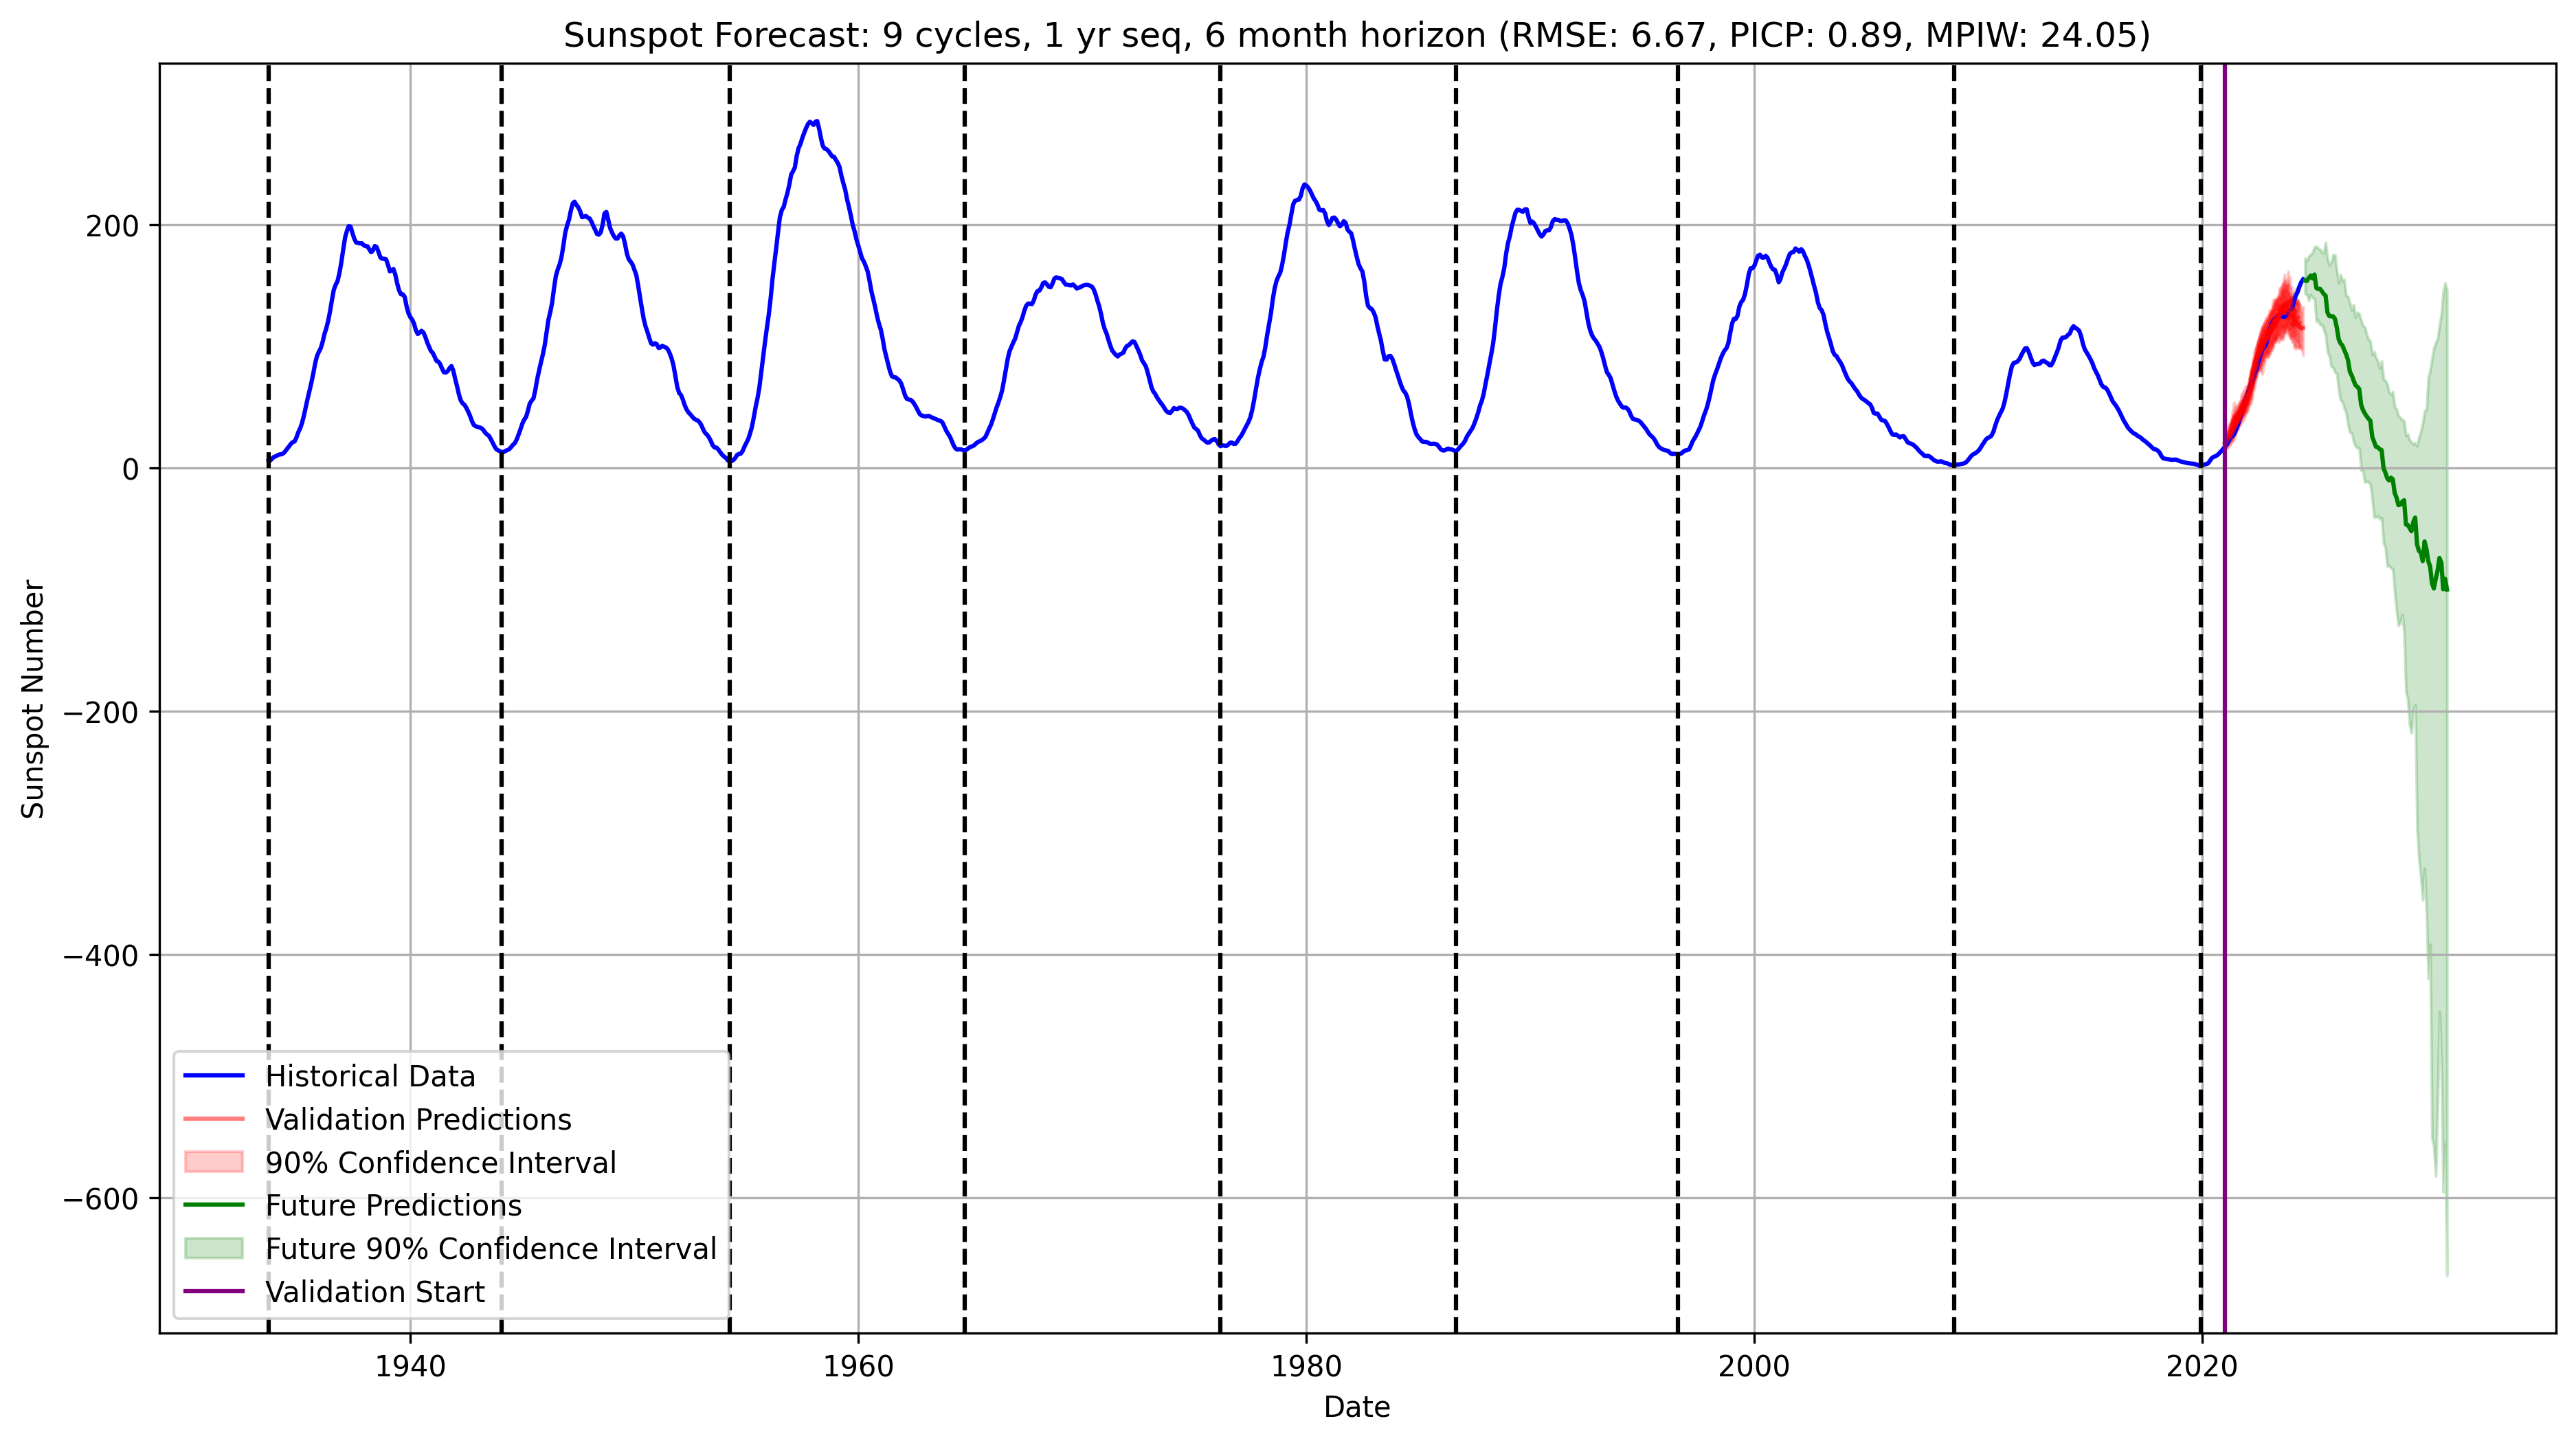 Sunspot Forecast: 9 cycles, 1 yr seq, 6 month horizon (RMSE: 6.67, PICP: 0.89, MPIW: 24.05)
200
0
−200
−400
−600
Sunspot Number
Historical Data
Validation Predictions
90% Confidence Interval
Future Predictions
Future 90% Confidence Interval
Validation Start
1940
1960
1980
2000
2020
Date